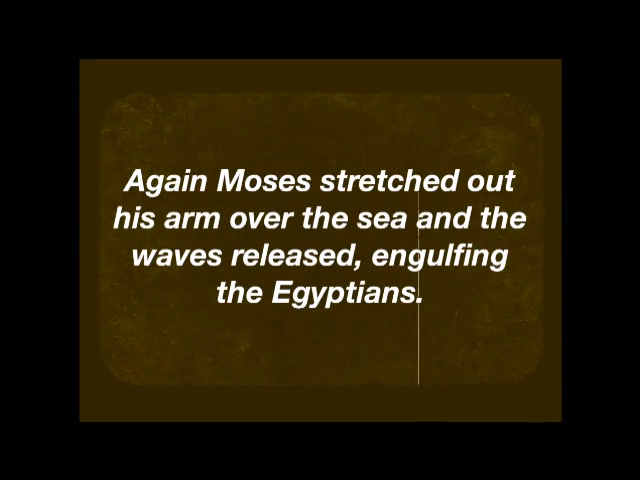 Again Moses stretched out
his arm over the sea and the
waves released, engulfing
the Egyptians.